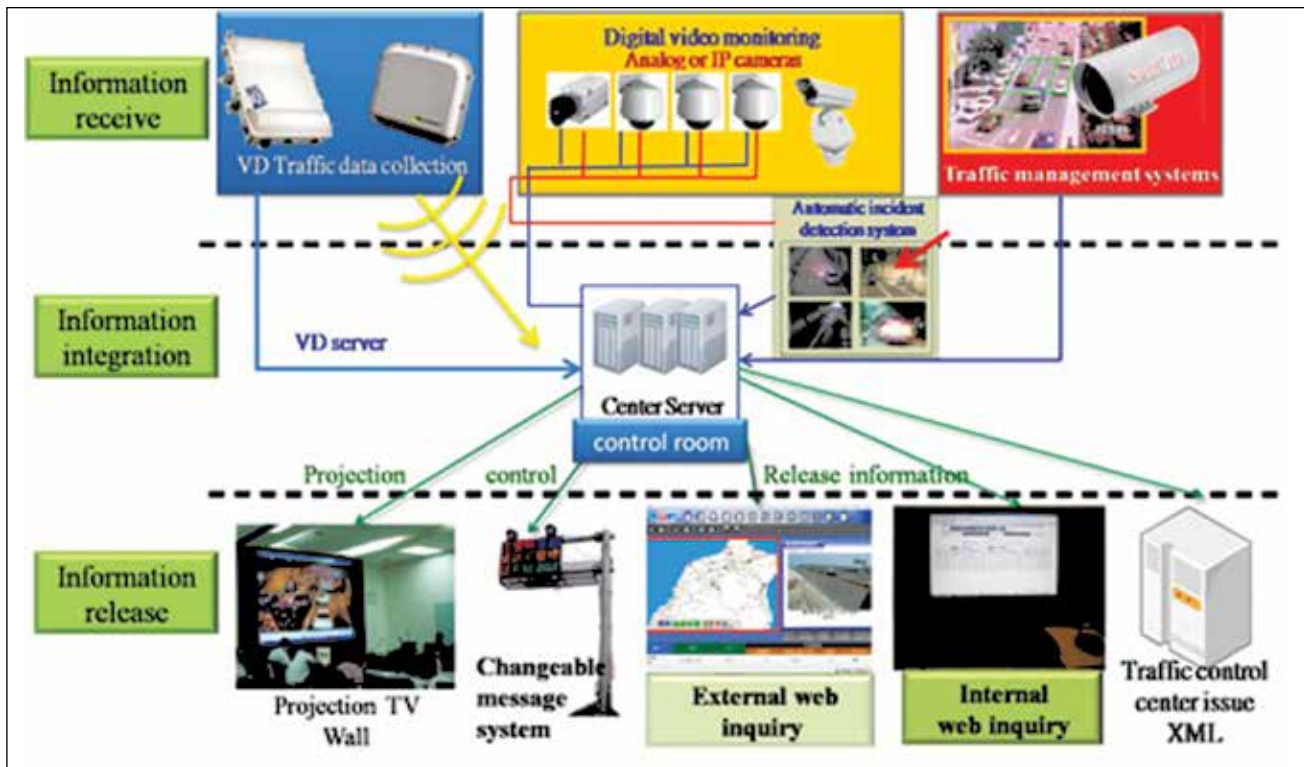 Information
receive
VD Traffic data collection
Digital video monitoring
Analog or IP cameras
Traffic management systems
Automatic incident
detection system
Information
integration
VD server
Center Server
control room
Projection
control
Release information
Information
release
Projection TV
Wall
Changeable
message
system
External web
inquiry
Internal
web inquiry
Traffic control
center issue
XML